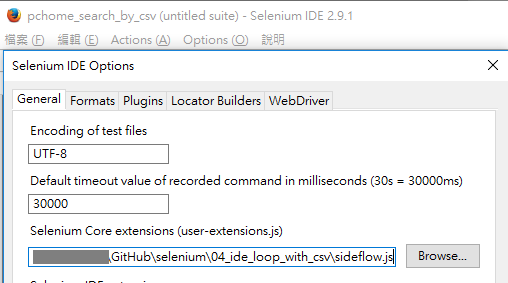 pchome_search_by_csv (untitled suite) - Selenium IDE 2.9.1
檔案 (F) 編輯 (E) Actions (A) Options (O) 說明
Selenium IDE Options
General Formats Plugins Locator Builders WebDriver
Encoding of test files
UTF-8
Default timeout value of recorded command in milliseconds (30s = 30000ms)
30000
Selenium Core extensions (user-extensions.js)
\GitHub\selenium\04_ide_loop_with_csv\sideflow.js Browse...